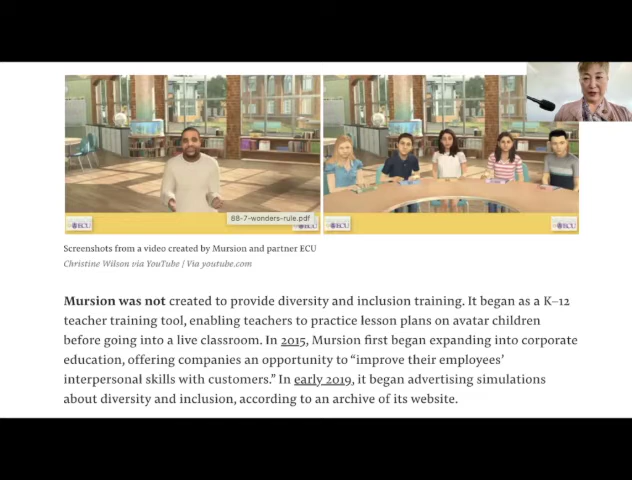 88-7-wonders-rule.pdf
ECU
ECU
ECU
ECU
Screenshots from a video created by Mursion and partner ECU
Christine Wilson via YouTube / Via youtube.com
Mursion was not created to provide diversity and inclusion training. It began as a K–12
teacher training tool, enabling teachers to practice lesson plans on avatar children
before going into a live classroom. In 2015, Mursion first began expanding into corporate
education, offering companies an opportunity to “improve their employees’
interpersonal skills with customers.” In early 2019, it began advertising simulations
about diversity and inclusion, according to an archive of its website.